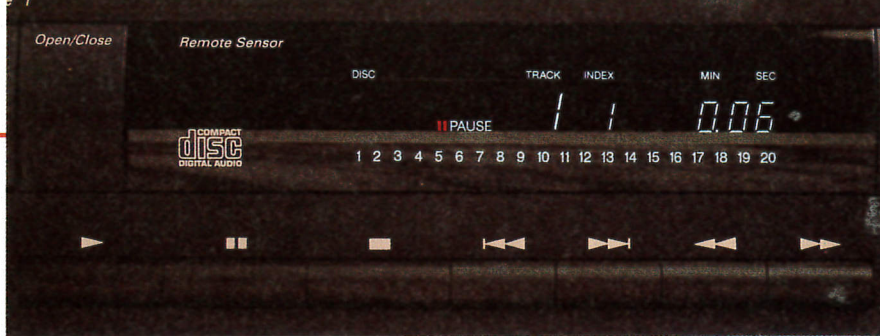 Open/Close
Remote Sensor
DISC TRACK INDEX MIN SEC
PAUSE 1 1 0.06
COMPACT
disc
DIGITAL AUDIO
1 2 3 4 5 6 7 8 9 10 11 12 13 14 15 16 17 18 19 20